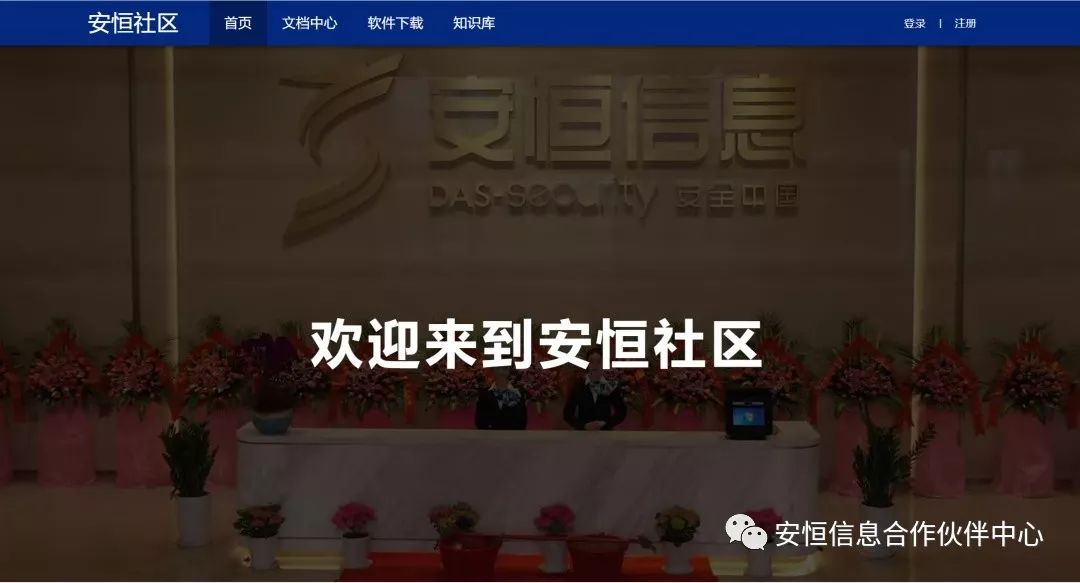 安恒社区 首页 文档中心 软件下载 知识库 登录 | 注册
安恒信息
DAS-security 安全中国
欢迎来到安恒社区
安恒信息合作伙伴中心